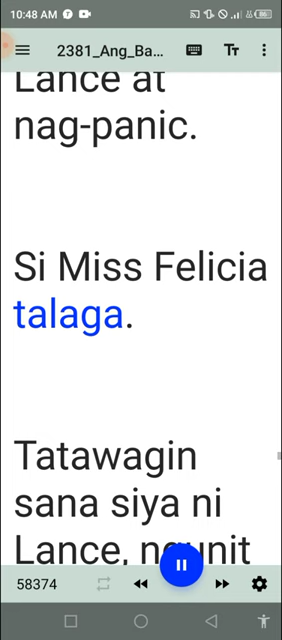 10:48 AM
2381_Ang_Ba...
Lance at
nag-panic.
Si Miss Felicia
talaga.
Tatawagin
sana siya ni
Lance, ngunit
58374